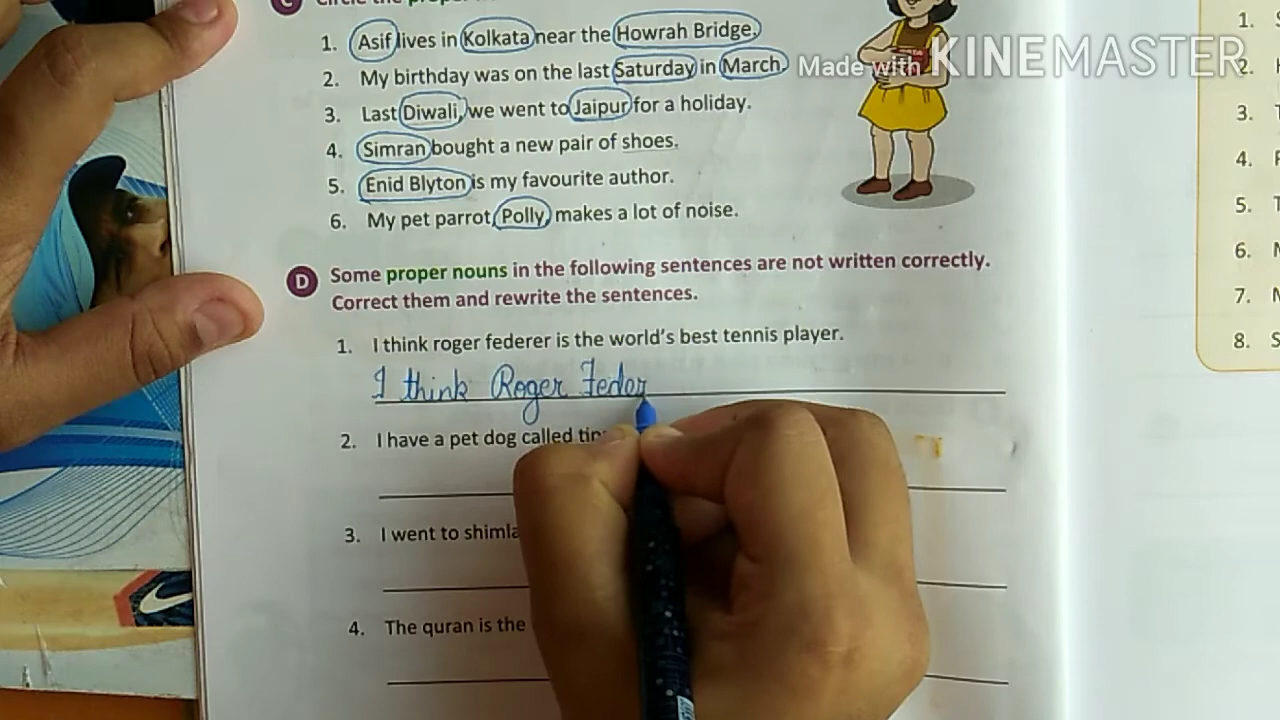 C
1. Asif lives in Kolkata near the Howrah Bridge.
2. My birthday was on the last Saturday in March.
Made with KINEMASTER
3. Last Diwali, we went to Jaipur for a holiday.
4. Simran bought a new pair of shoes.
5. Enid Blyton is my favourite author.
6. My pet parrot, Polly, makes a lot of noise.
D Some proper nouns in the following sentences are not written correctly.
Correct them and rewrite the sentences.
1. I think roger federer is the world's best tennis player.
I think Roger Feder
2. I have a pet dog called
3. I went to
4. The quran is the
1.
2.
3.
4.
5.
6.
7.
8.